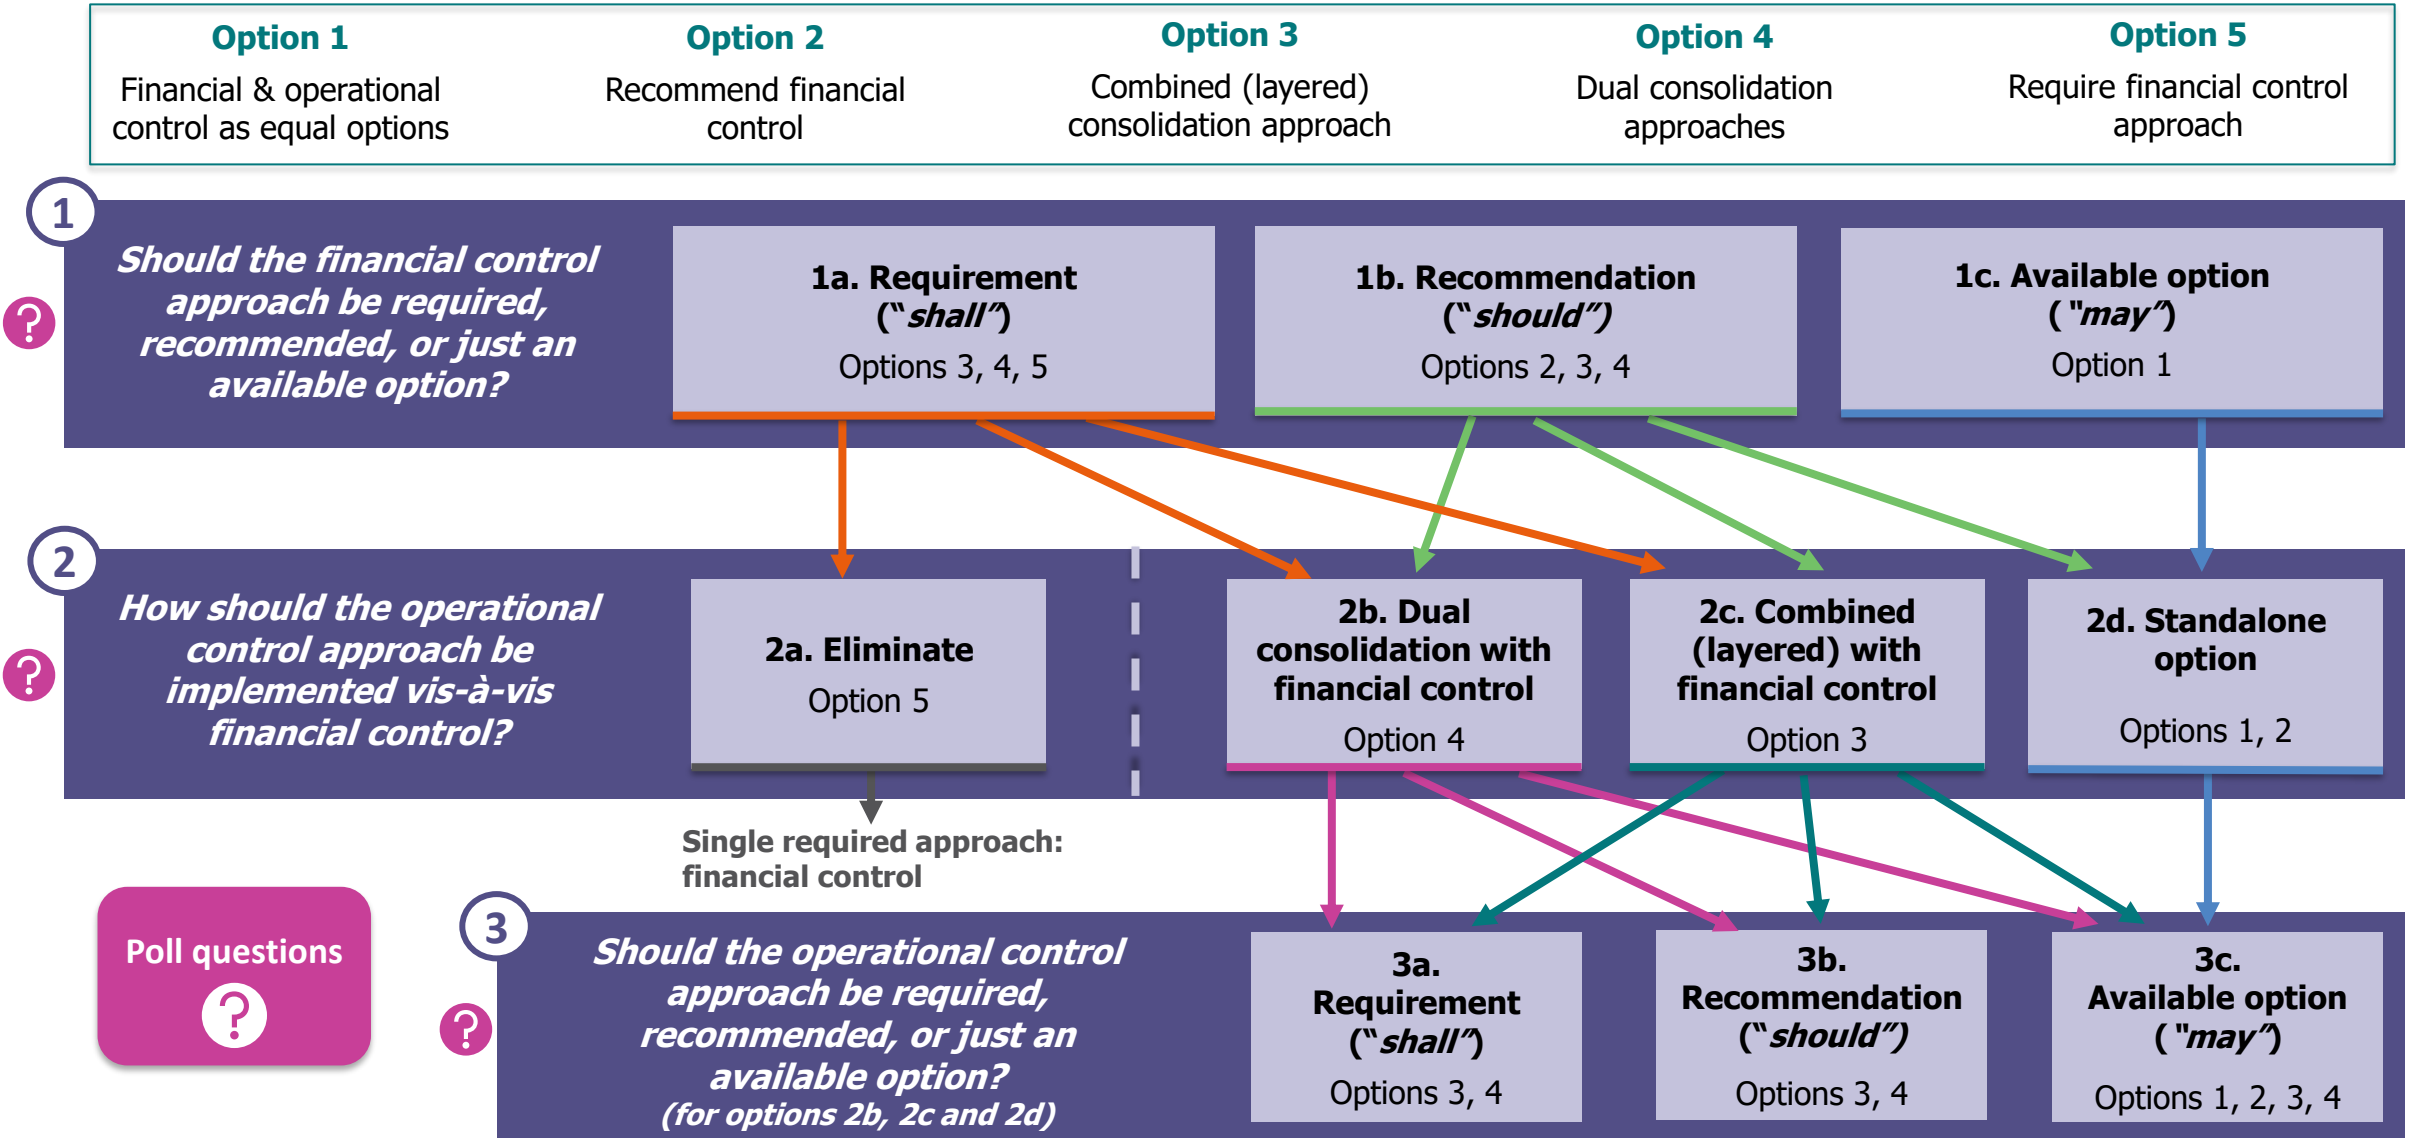 Option 1
Financial & operational
control as equal options
Option 2
Recommend financial
control
Option 3
Combined (layered)
consolidation approach
Option 4
Dual consolidation
approaches
Option 5
Require financial control
approach
1
Should the financial control
approach be required,
recommended, or just an
available option?
?
1a. Requirement
(“shall”)
Options 3, 4, 5
1b. Recommendation
(“should”)
Options 2, 3, 4
1c. Available option
(“may”)
Option 1
2
How should the operational
control approach be
implemented vis-à-vis
financial control?
?
2a. Eliminate
Option 5
2b. Dual
consolidation with
financial control
Option 4
2c. Combined
(layered) with
financial control
Option 3
2d. Standalone
option
Options 1, 2
Single required approach:
financial control
Poll questions
?
3
Should the operational control
approach be required,
recommended, or just an
available option?
(for options 2b, 2c and 2d)
?
3a.
Requirement
(“shall”)
Options 3, 4
3b.
Recommendation
(“should”)
Options 3, 4
3c.
Available option
(“may”)
Options 1, 2, 3, 4